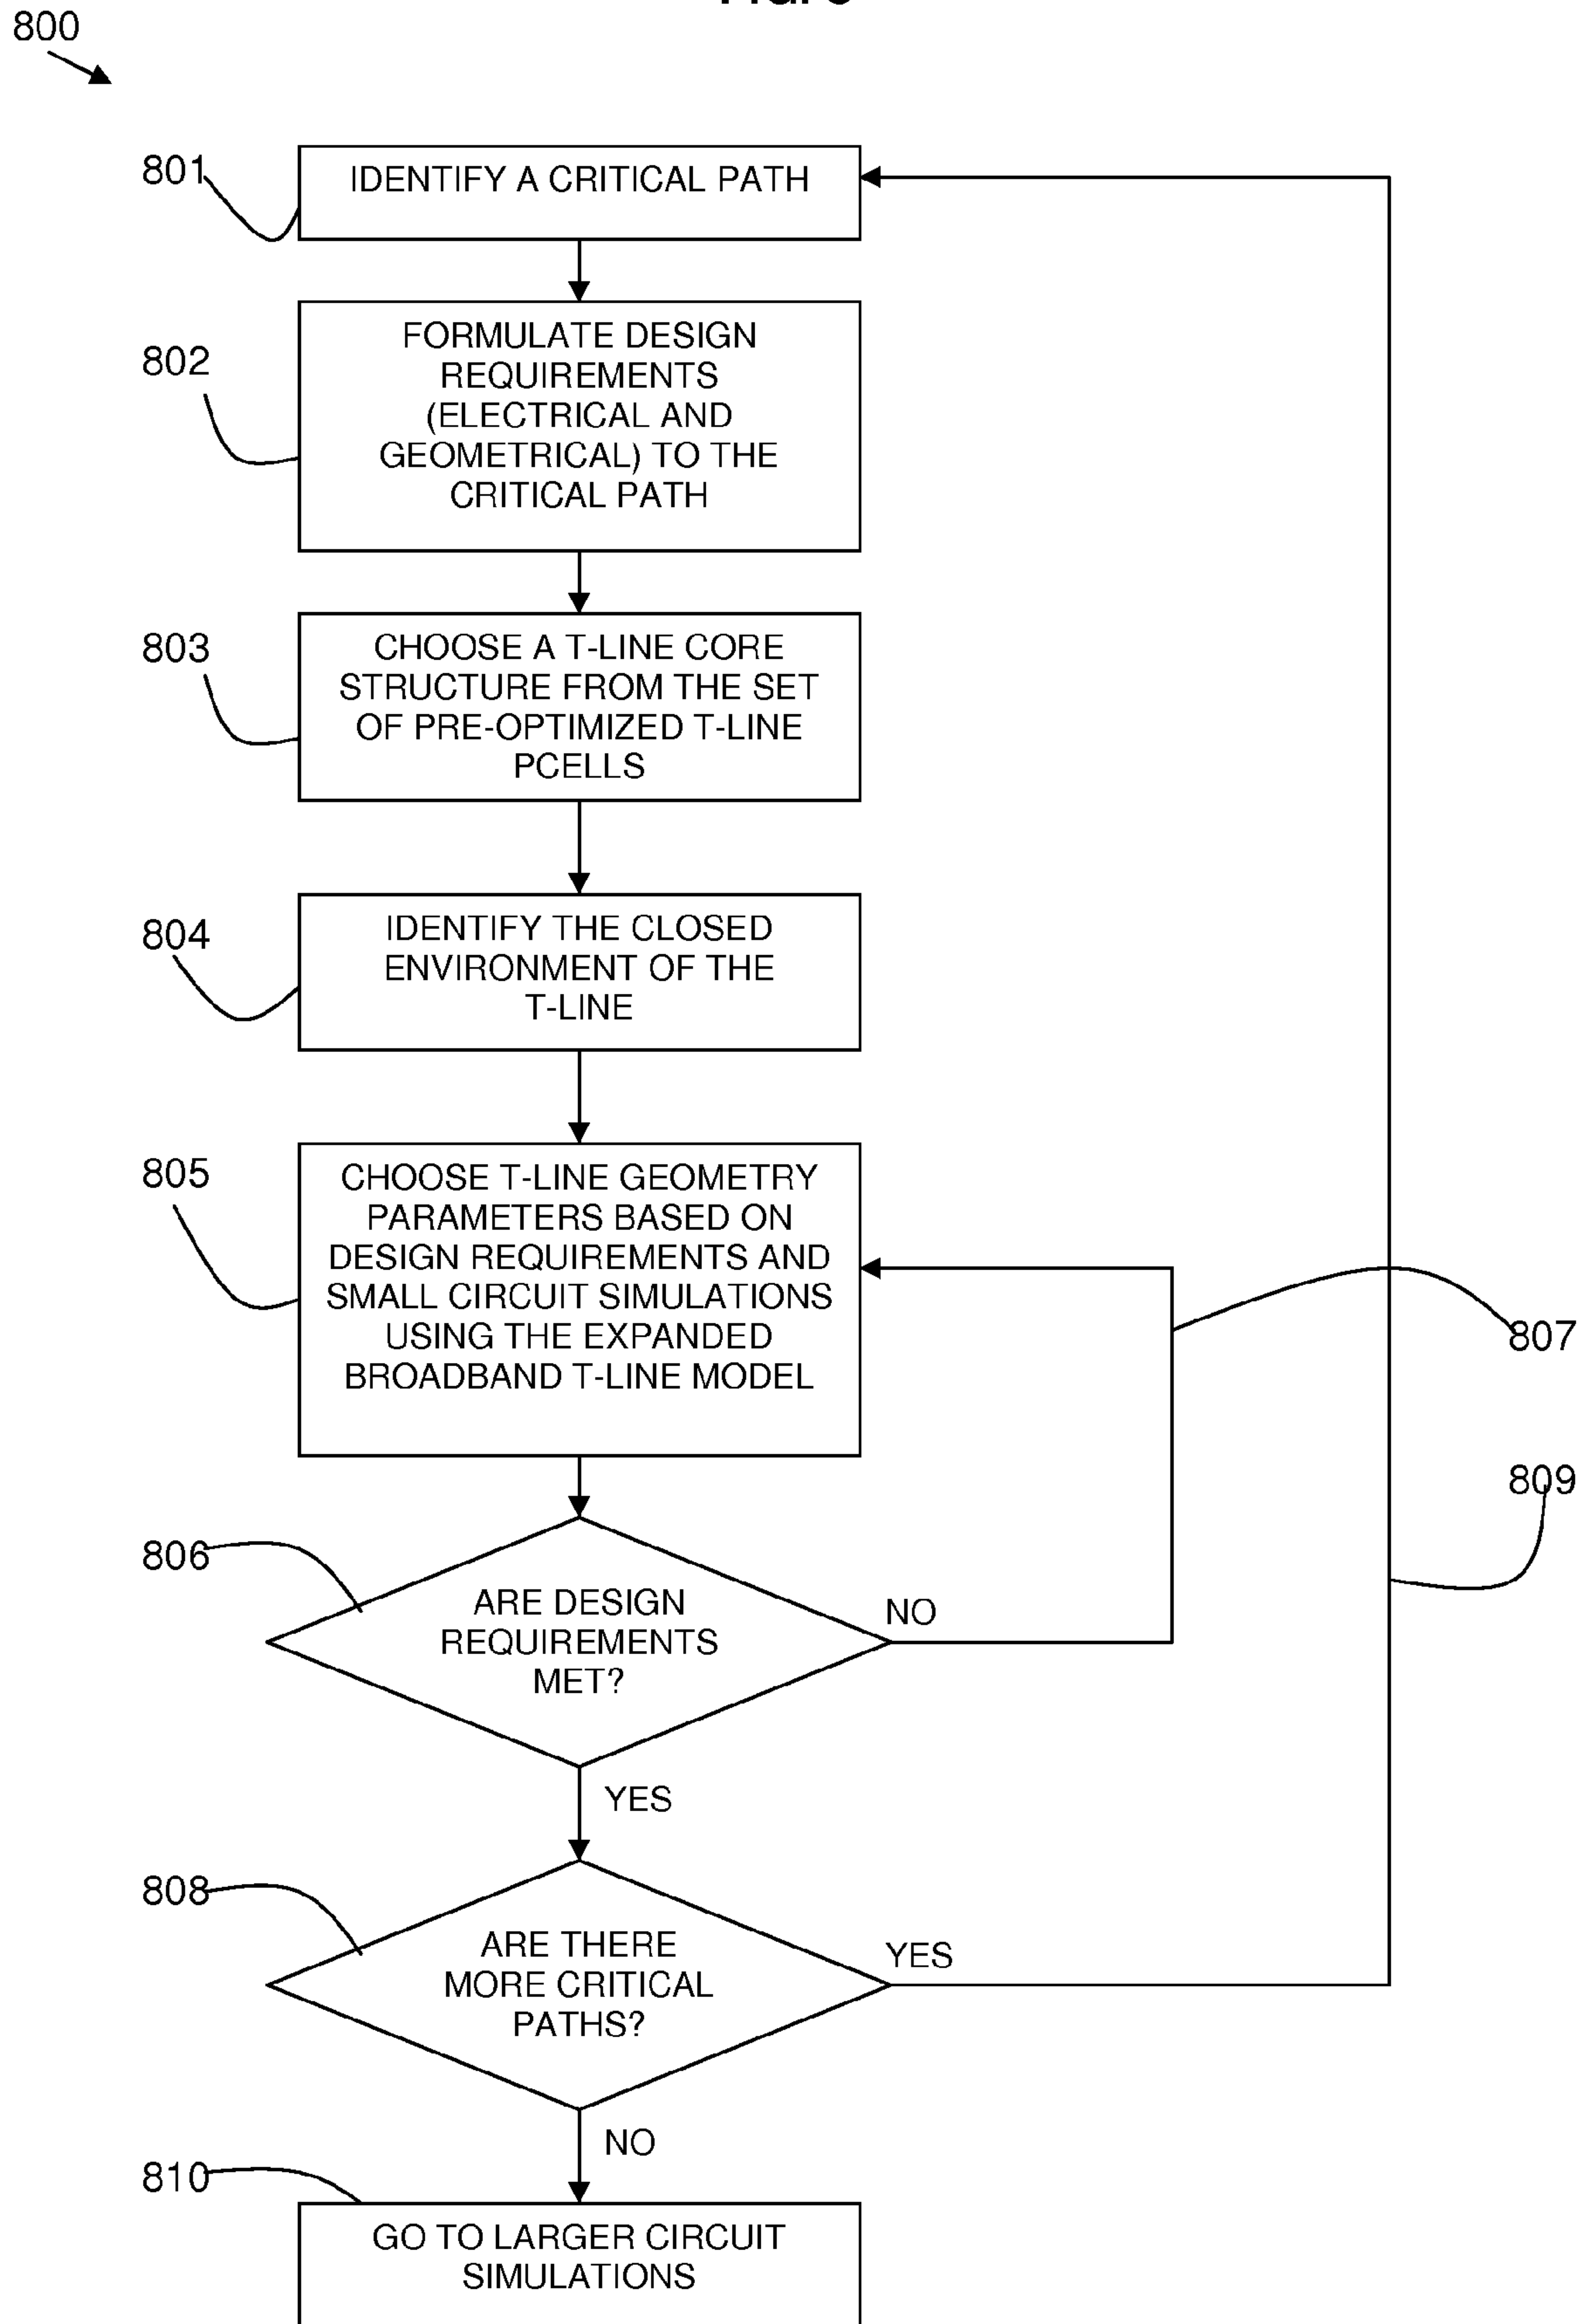 800
801
IDENTIFY A CRITICAL PATH
802
FORMULATE DESIGN
REQUIREMENTS
(ELECTRICAL AND
GEOMETRICAL) TO THE
CRITICAL PATH
803
CHOOSE A T-LINE CORE
STRUCTURE FROM THE SET
OF PRE-OPTIMIZED T-LINE
PCELLS
804
IDENTIFY THE CLOSED
ENVIRONMENT OF THE
T-LINE
805
CHOOSE T-LINE GEOMETRY
PARAMETERS BASED ON
DESIGN REQUIREMENTS AND
SMALL CIRCUIT SIMULATIONS
USING THE EXPANDED
BROADBAND T-LINE MODEL
807
809
806
ARE DESIGN
REQUIREMENTS
MET?
NO
YES
808
ARE THERE
MORE CRITICAL
PATHS?
YES
NO
810
GO TO LARGER CIRCUIT
SIMULATIONS